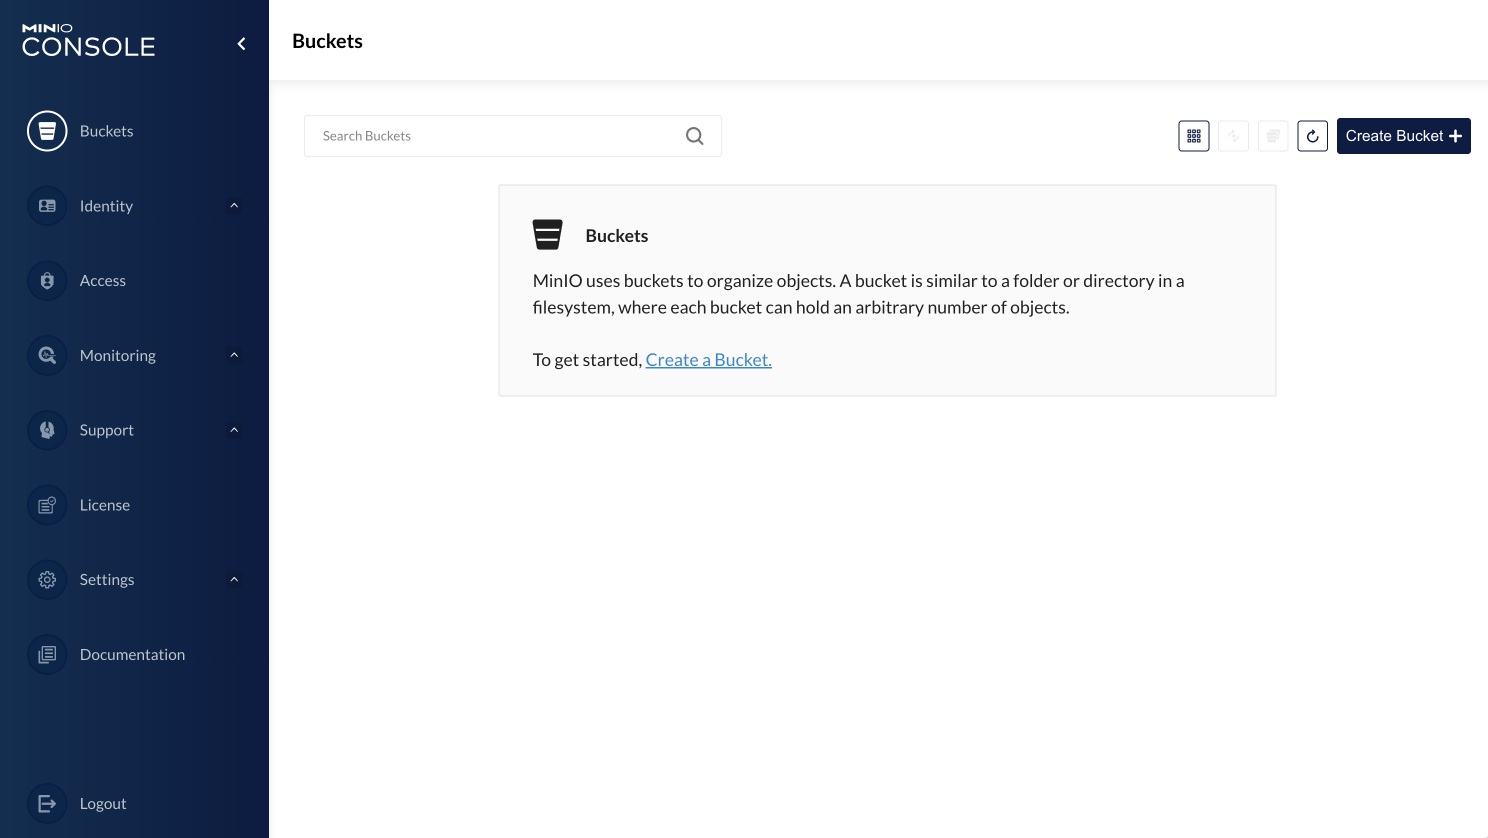 MINIO
CONSOLE
Buckets
Identity
Access
Monitoring
Support
License
Settings
Documentation
Logout
Buckets
Search Buckets
Create Bucket
Buckets
MinIO uses buckets to organize objects. A bucket is similar to a folder or directory in a
filesystem, where each bucket can hold an arbitrary number of objects.
To get started, Create a Bucket.